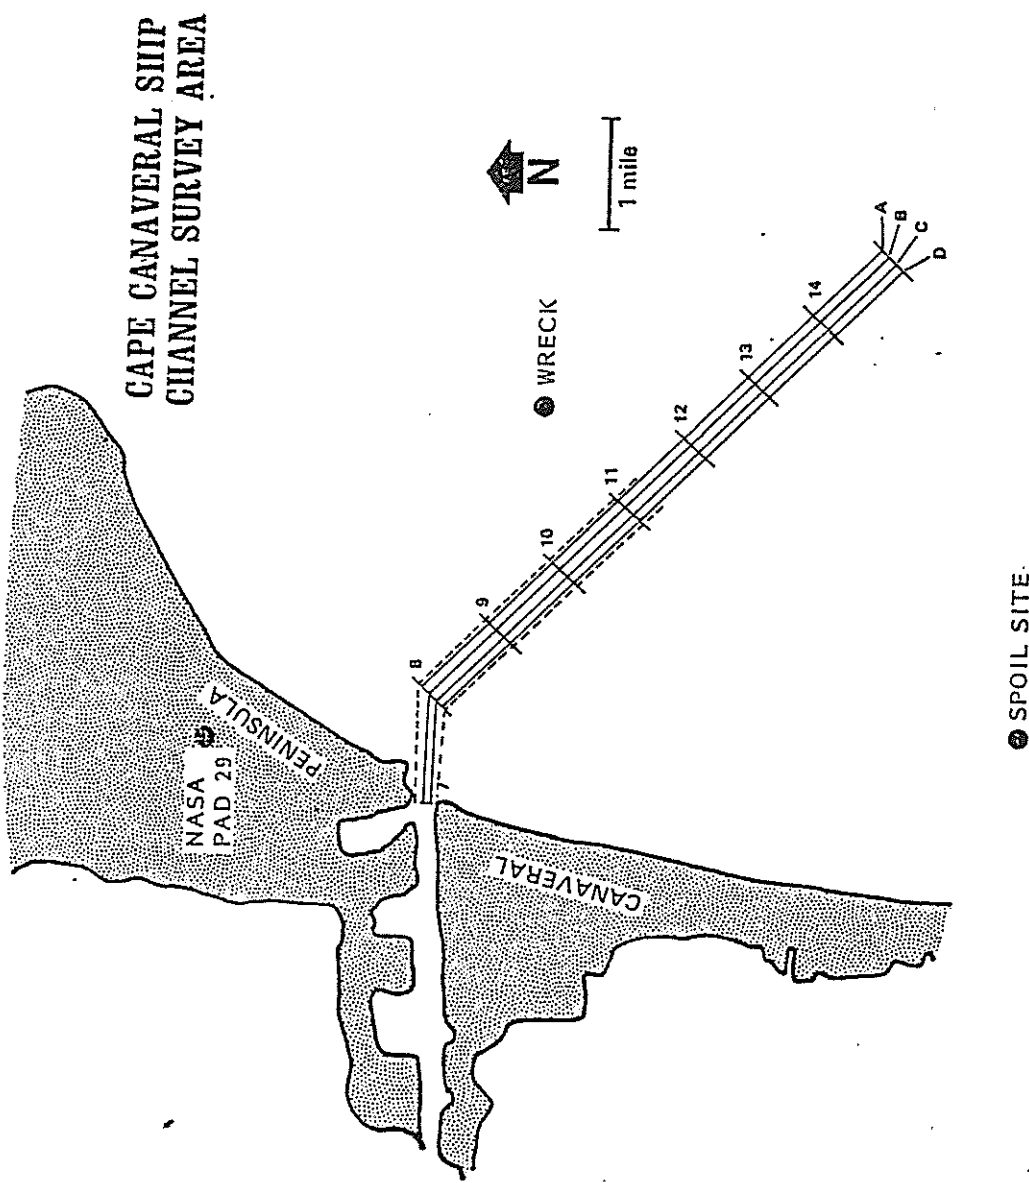 CAPE CANAVERAL SHIP
CHANNEL SURVEY AREA
N
1 mile
WRECK
A
B
C
D
14
13
12
11
10
9
8
7
NASA
PAD 29
PENINSULA
CANAVERAL
SPOIL SITE